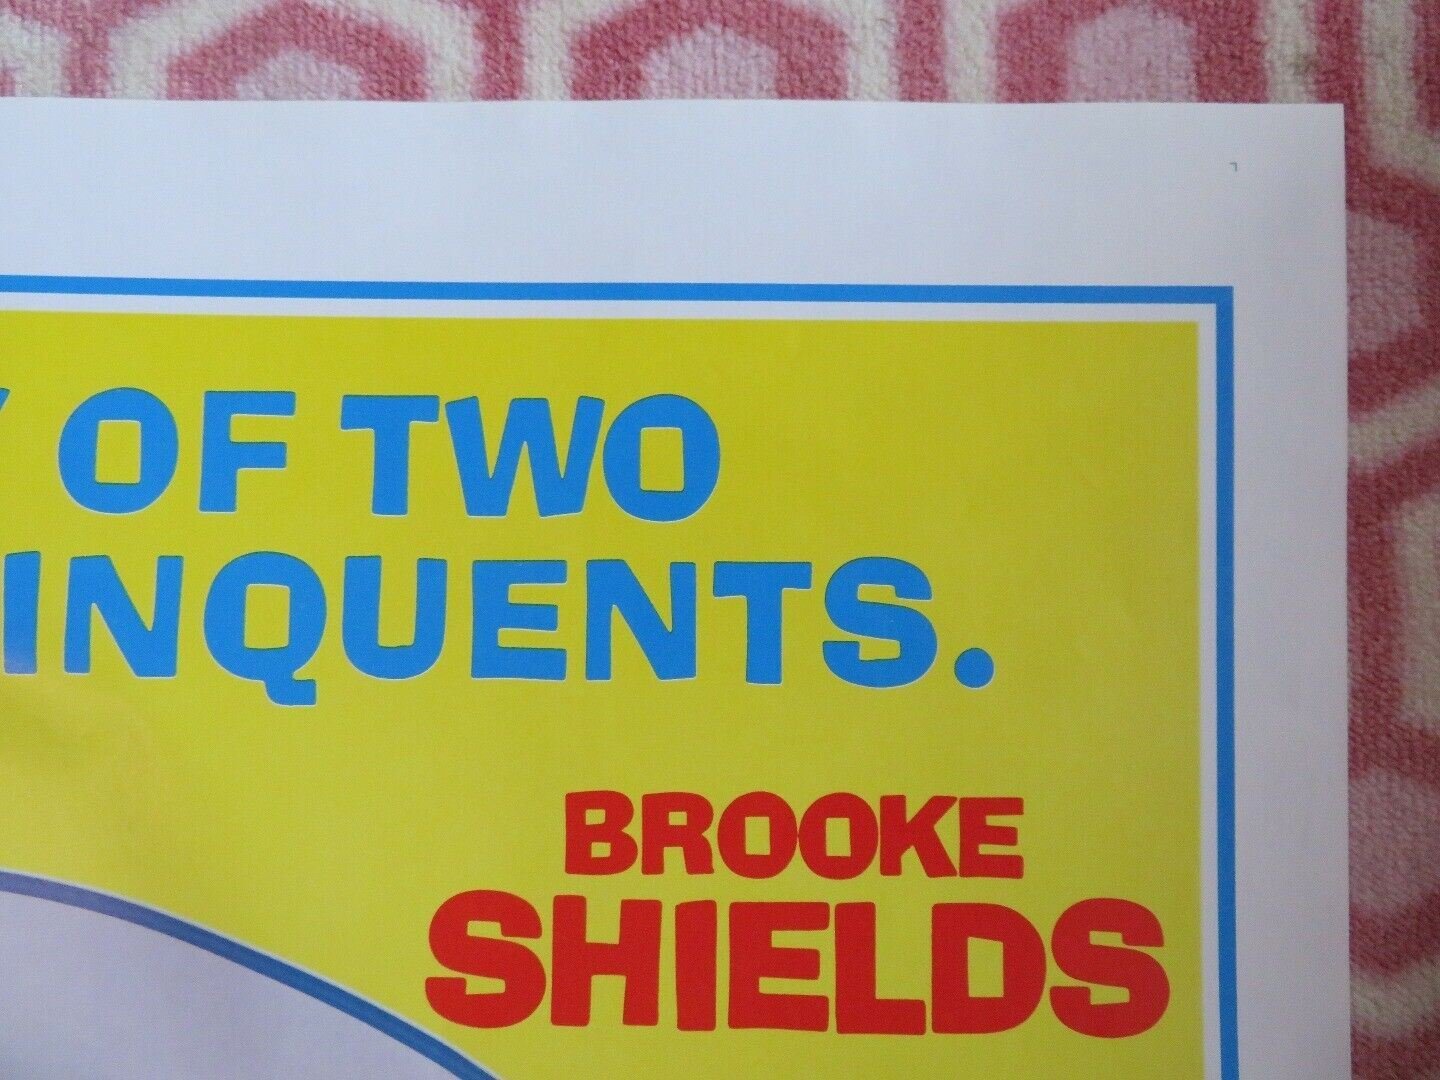 OF TWO
INQUENTS.
BROOKE
SHIELDS